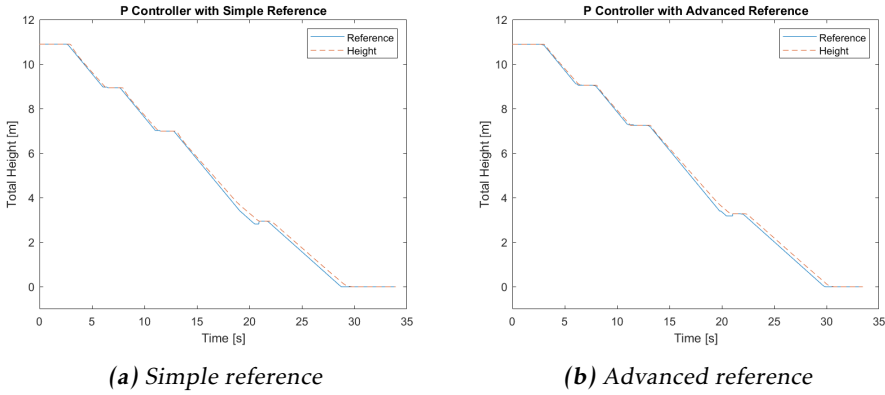 P Controller with Simple Reference
Total Height [m]
12
10
8
6
4
2
0
Reference
Height
0 5 10 15 20 25 30 35
Time [s]
(a) Simple reference
P Controller with Advanced Reference
Total Height [m]
12
10
8
6
4
2
0
Reference
Height
0 5 10 15 20 25 30 35
Time [s]
(b) Advanced reference